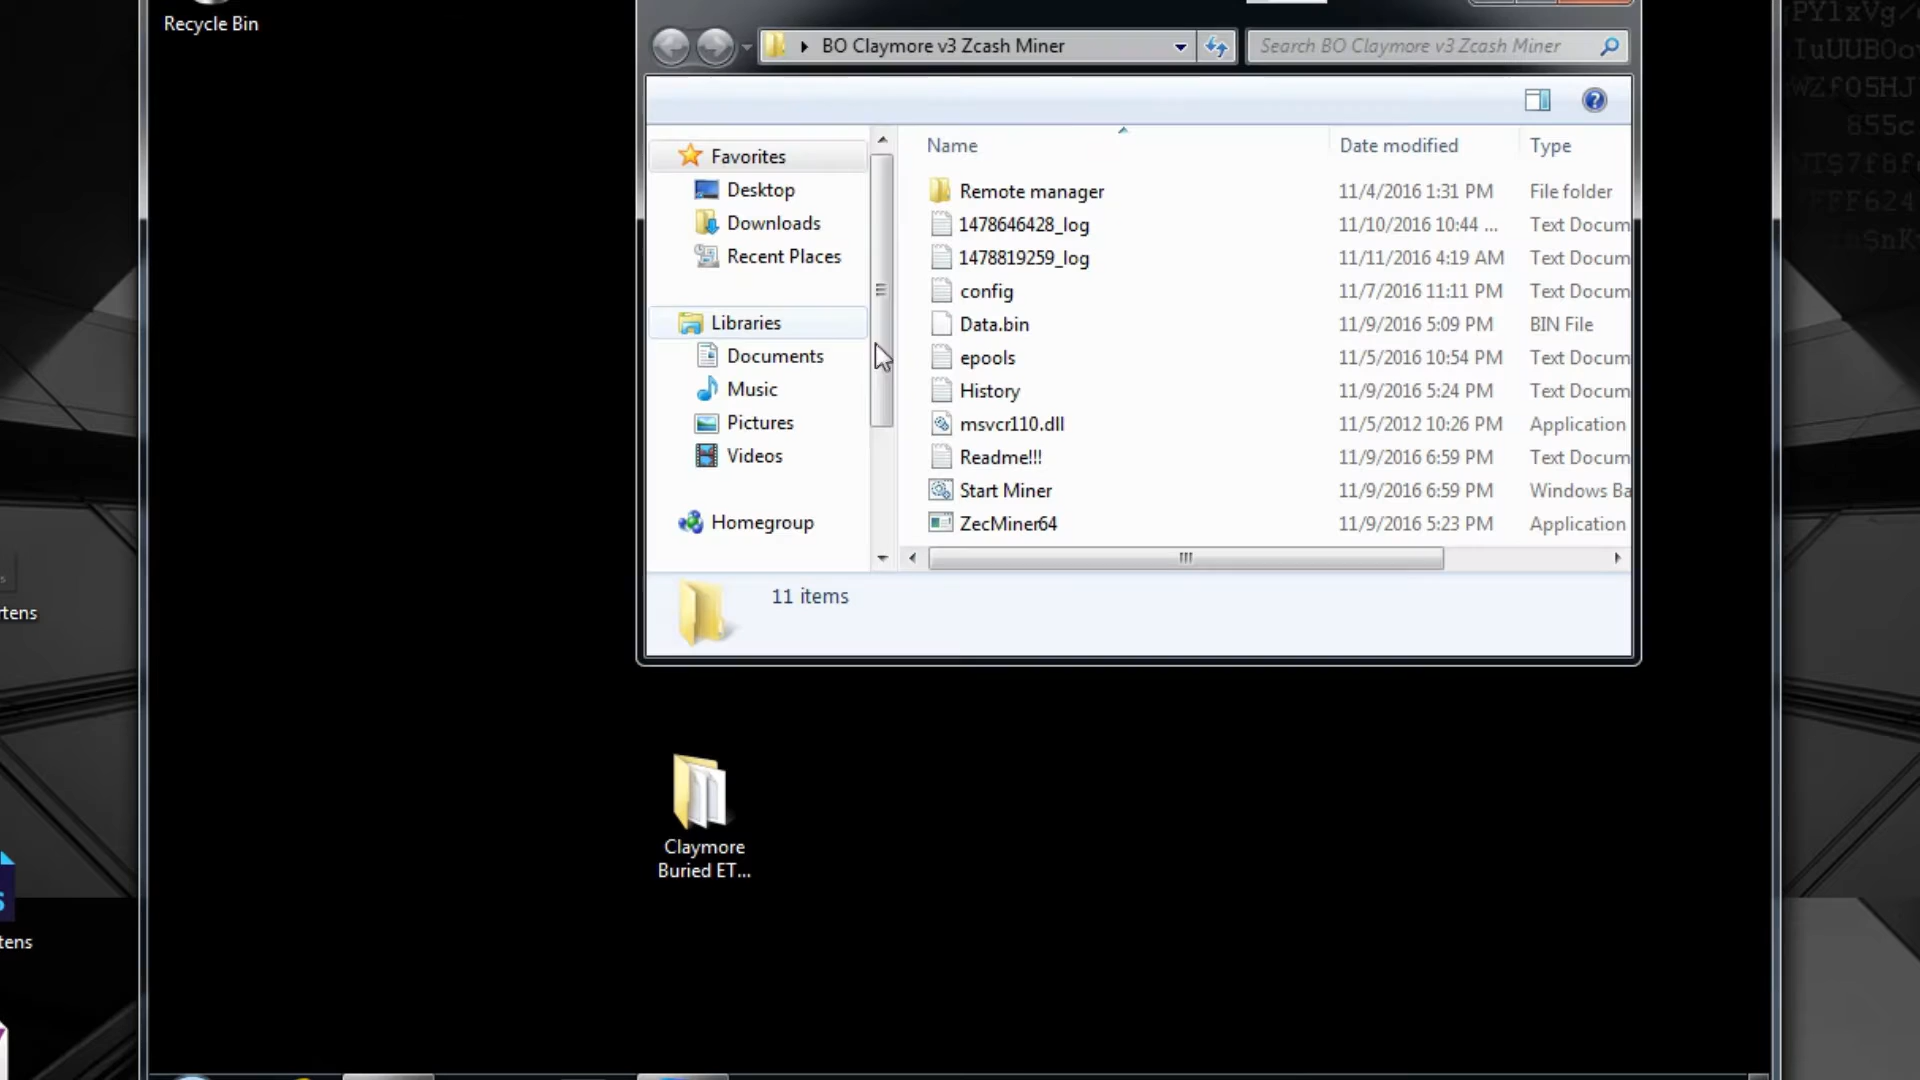 Recycle Bin
BO Claymore v3 Zcash Miner
Search BO Claymore v3 Zcash Miner
Favorites
Desktop
Downloads
Recent Places
Libraries
Documents
Music
Pictures
Videos
Homegroup
Name Date modified Type
Remote manager 11/4/2016 1:31 PM File folder
1478646428_log 11/10/2016 10:44 ... Text Docum
1478819259_log 11/11/2016 4:19 AM Text Docum
config 11/7/2016 11:11 PM Text Docum
Data.bin 11/9/2016 5:09 PM BIN File
epools 11/5/2016 10:54 PM Text Docum
History 11/9/2016 5:24 PM Text Docum
msvcr110.dll 11/5/2012 10:26 PM Application
Readme!!! 11/9/2016 6:59 PM Text Docum
Start Miner 11/9/2016 6:59 PM Windows Ba
ZecMiner64 11/9/2016 5:23 PM Application
11 items
Claymore
Buried ET...
rtens
tens
655c